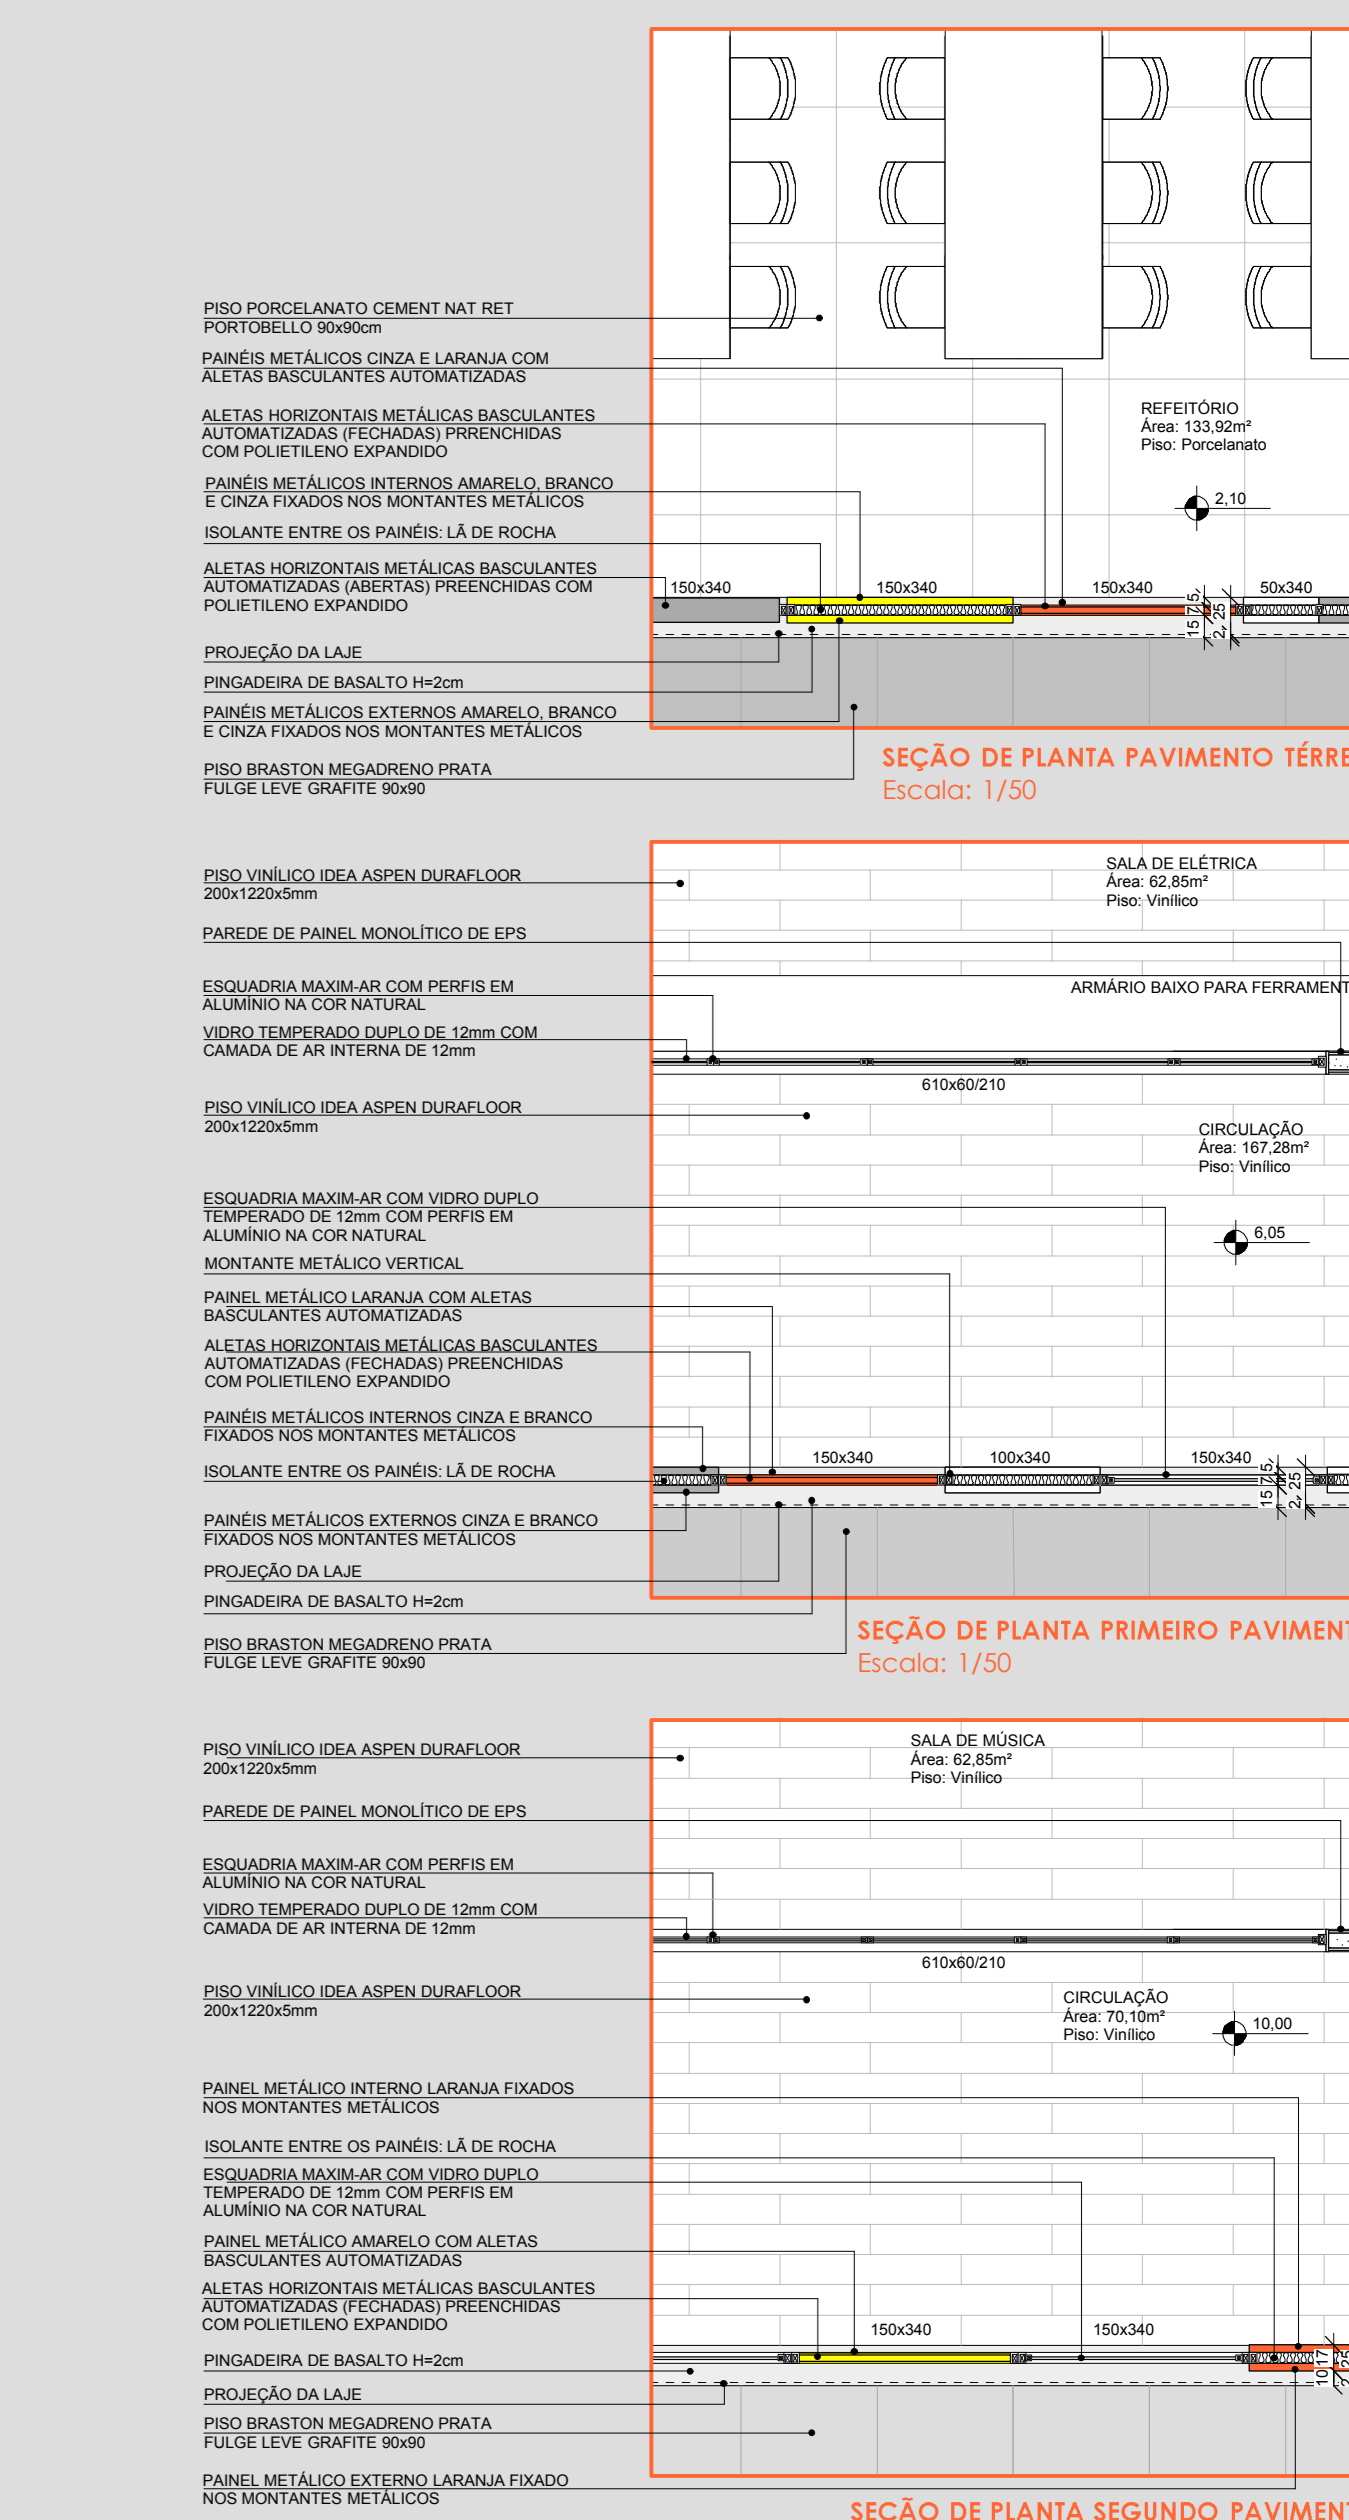 PISO PORCELANATO CEMENT NAT RET
PORTOBELLO 90x90cm
PAINÉIS METÁLICOS CINZA E LARANJA COM
ALETAS BASCULANTES AUTOMATIZADAS
ALETAS HORIZONTAIS METÁLICAS BASCULANTES
AUTOMATIZADAS (FECHADAS) PRRENCHIDAS
COM POLIETILENO EXPANDIDO
PAINÉIS METÁLICOS INTERNOS AMARELO, BRANCO
E CINZA FIXADOS NOS MONTANTES METÁLICOS
ISOLANTE ENTRE OS PAINÉIS: LÃ DE ROCHA
ALETAS HORIZONTAIS METÁLICAS BASCULANTES
AUTOMATIZADAS (ABERTAS) PREENCHIDAS COM
POLIETILENO EXPANDIDO
PROJEÇÃO DA LAJE
PINGADEIRA DE BASALTO H=2cm
PAINÉIS METÁLICOS EXTERNOS AMARELO, BRANCO
E CINZA FIXADOS NOS MONTANTES METÁLICOS
PISO BRASTON MEGADRENO PRATA
FULGE LEVE GRAFITE 90x90
REFEITÓRIO
Área: 133,92m²
Piso: Porcelanato
2,10
150x340
150x340
150x340
50x340
15
7,5
2,
25
SEÇÃO DE PLANTA PAVIMENTO TÉRRE
Escala: 1/50
PISO VINÍLICO IDEA ASPEN DURAFLOOR
200x1220x5mm
PAREDE DE PAINEL MONOLÍTICO DE EPS
ESQUADRIA MAXIM-AR COM PERFIS EM
ALUMÍNIO NA COR NATURAL
VIDRO TEMPERADO DUPLO DE 12mm COM
CAMADA DE AR INTERNA DE 12mm
PISO VINÍLICO IDEA ASPEN DURAFLOOR
200x1220x5mm
ESQUADRIA MAXIM-AR COM VIDRO DUPLO
TEMPERADO DE 12mm COM PERFIS EM
ALUMÍNIO NA COR NATURAL
MONTANTE METÁLICO VERTICAL
PAINEL METÁLICO LARANJA COM ALETAS
BASCULANTES AUTOMATIZADAS
ALETAS HORIZONTAIS METÁLICAS BASCULANTES
AUTOMATIZADAS (FECHADAS) PREENCHIDAS
COM POLIETILENO EXPANDIDO
PAINÉIS METÁLICOS INTERNOS CINZA E BRANCO
FIXADOS NOS MONTANTES METÁLICOS
ISOLANTE ENTRE OS PAINÉIS: LÃ DE ROCHA
PAINÉIS METÁLICOS EXTERNOS CINZA E BRANCO
FIXADOS NOS MONTANTES METÁLICOS
PROJEÇÃO DA LAJE
PINGADEIRA DE BASALTO H=2cm
PISO BRASTON MEGADRENO PRATA
FULGE LEVE GRAFITE 90x90
SALA DE ELÉTRICA
Área: 62,85m²
Piso: Vinílico
ARMÁRIO BAIXO PARA FERRAMENT
610x60/210
CIRCULAÇÃO
Área: 167,28m²
Piso: Vinílico
6,05
150x340
100x340
150x340
15
7,5
2,
25
SEÇÃO DE PLANTA PRIMEIRO PAVIMENT
Escala: 1/50
PISO VINÍLICO IDEA ASPEN DURAFLOOR
200x1220x5mm
PAREDE DE PAINEL MONOLÍTICO DE EPS
ESQUADRIA MAXIM-AR COM PERFIS EM
ALUMÍNIO NA COR NATURAL
VIDRO TEMPERADO DUPLO DE 12mm COM
CAMADA DE AR INTERNA DE 12mm
PISO VINÍLICO IDEA ASPEN DURAFLOOR
200x1220x5mm
PAINEL METÁLICO INTERNO LARANJA FIXADOS
NOS MONTANTES METÁLICOS
ISOLANTE ENTRE OS PAINÉIS: LÃ DE ROCHA
ESQUADRIA MAXIM-AR COM VIDRO DUPLO
TEMPERADO DE 12mm COM PERFIS EM
ALUMÍNIO NA COR NATURAL
PAINEL METÁLICO AMARELO COM ALETAS
BASCULANTES AUTOMATIZADAS
ALETAS HORIZONTAIS METÁLICAS BASCULANTES
AUTOMATIZADAS (FECHADAS) PREENCHIDAS
COM POLIETILENO EXPANDIDO
PINGADEIRA DE BASALTO H=2cm
PROJEÇÃO DA LAJE
PISO BRASTON MEGADRENO PRATA
FULGE LEVE GRAFITE 90x90
PAINEL METÁLICO EXTERNO LARANJA FIXADO
NOS MONTANTES METÁLICOS
SALA DE MÚSICA
Área: 62,85m²
Piso: Vinílico
610x60/210
CIRCULAÇÃO
Área: 70,10m²
Piso: Vinílico
10,00
150x340
150x340
10
17
25
SEÇÃO DE PLANTA SEGUNDO PAVIMENT